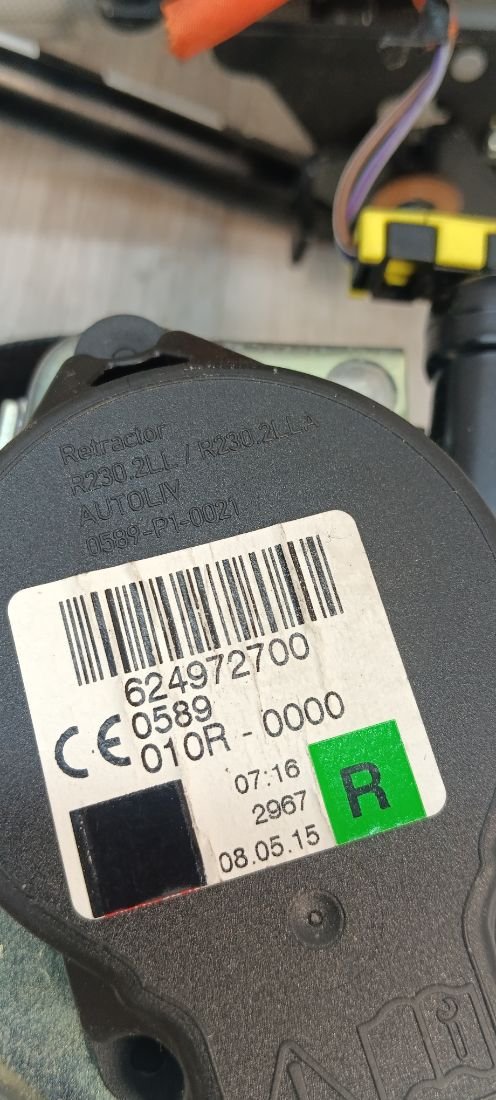 Retractor
R230.2LL / R230.2LLA
AUTOLIV
0589-P1-0021
624972700
CE 0589
010R - 0000
07:16
2967
08.05.15
R